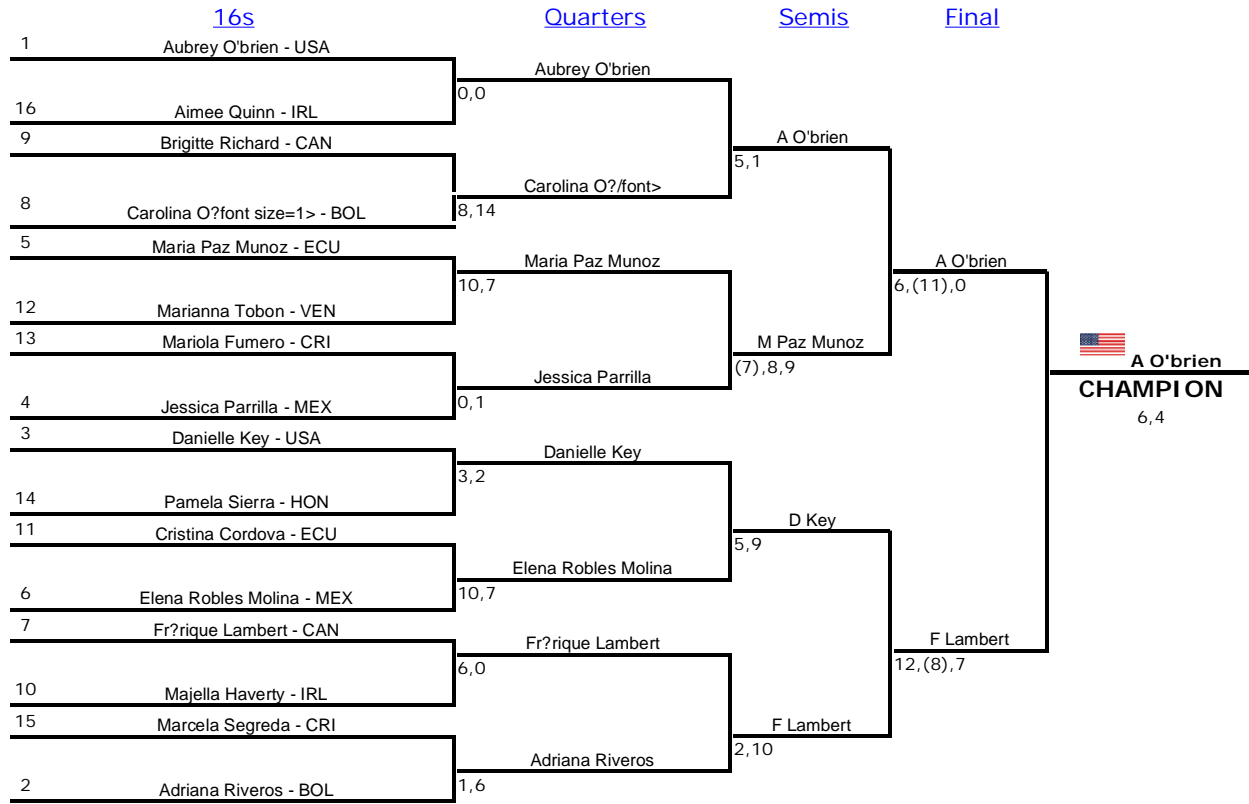 16s Quarters Semis Final
1 Aubrey O'brien - USA
Aubrey O'brien
0,0
16 Aimee Quinn - IRL
9 Brigitte Richard - CAN
A O'brien
5,1
Carolina O?/font>
8 Carolina O?font size=1> - BOL
8,14
5 Maria Paz Munoz - ECU
Maria Paz Munoz
A O'brien
10,7
6,(11),0
12 Marianna Tobon - VEN
13 Mariola Fumero - CRI
M Paz Munoz
(7),8,9
A O'brien
Jessica Parrilla
CHAMPION
4 Jessica Parrilla - MEX
0,1
6,4
3 Danielle Key - USA
Danielle Key
3,2
14 Pamela Sierra - HON
11 Cristina Cordova - ECU
D Key
5,9
Elena Robles Molina
6 Elena Robles Molina - MEX
10,7
7 Fr?rique Lambert - CAN
Fr?rique Lambert
F Lambert
6,0
12,(8),7
10 Majella Haverty - IRL
15 Marcela Segreda - CRI
F Lambert
2,10
Adriana Riveros
2 Adriana Riveros - BOL
1,6